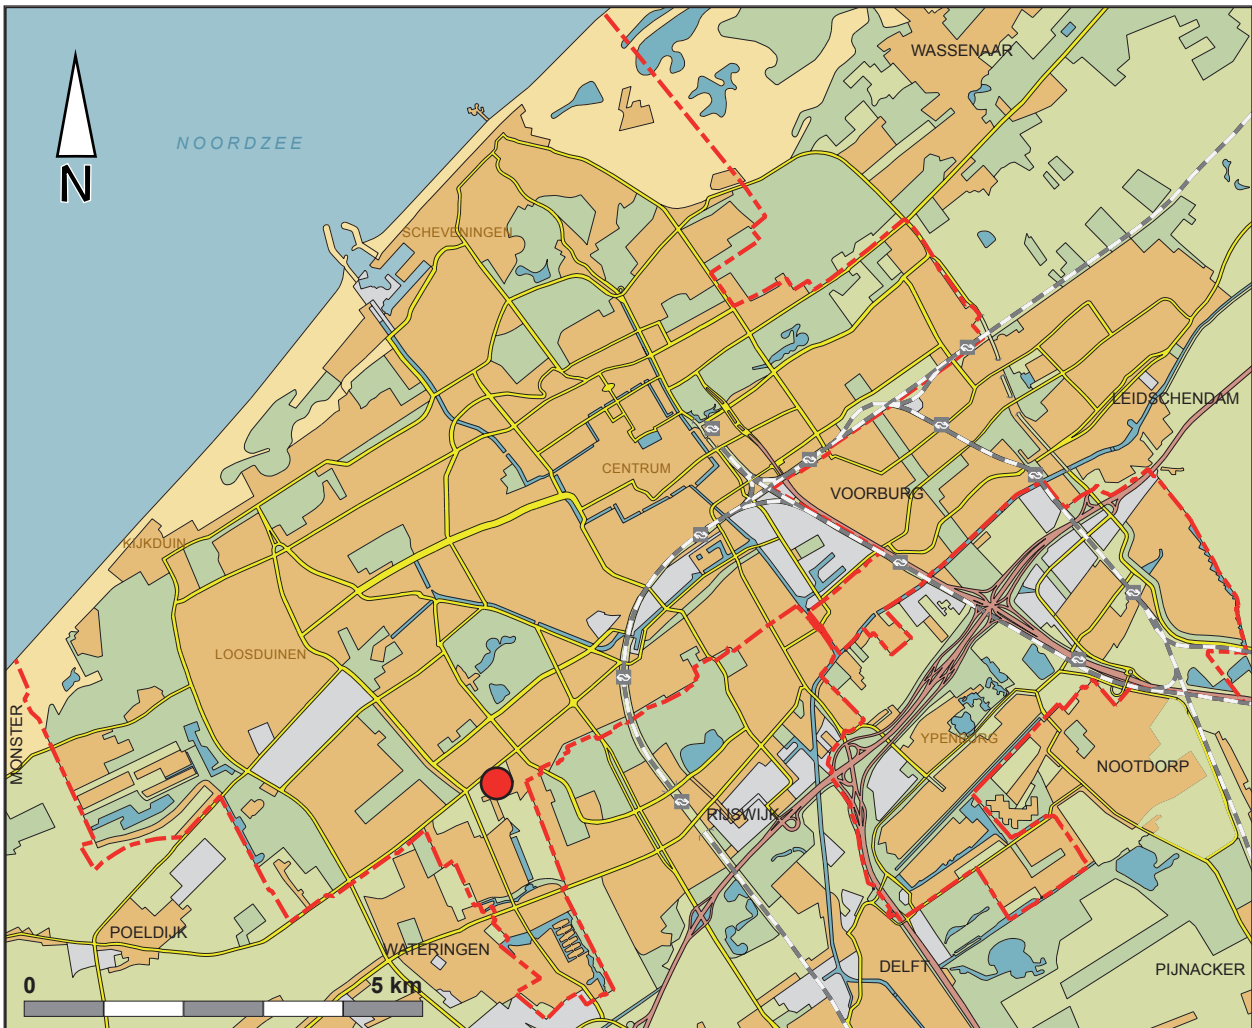 WASSENAAR
NOORDZEE
N
SCHEVENINGEN
LEIDSCHENDAM
CENTRUM
VOORBURG
KIJKDUIN
LOOSDUINEN
MONSTER
YPENBURG
NOOTDORP
RIJSWIJK
POELDIJK
WATERINGEN
DELFT
PIJNACKER
0 5 km